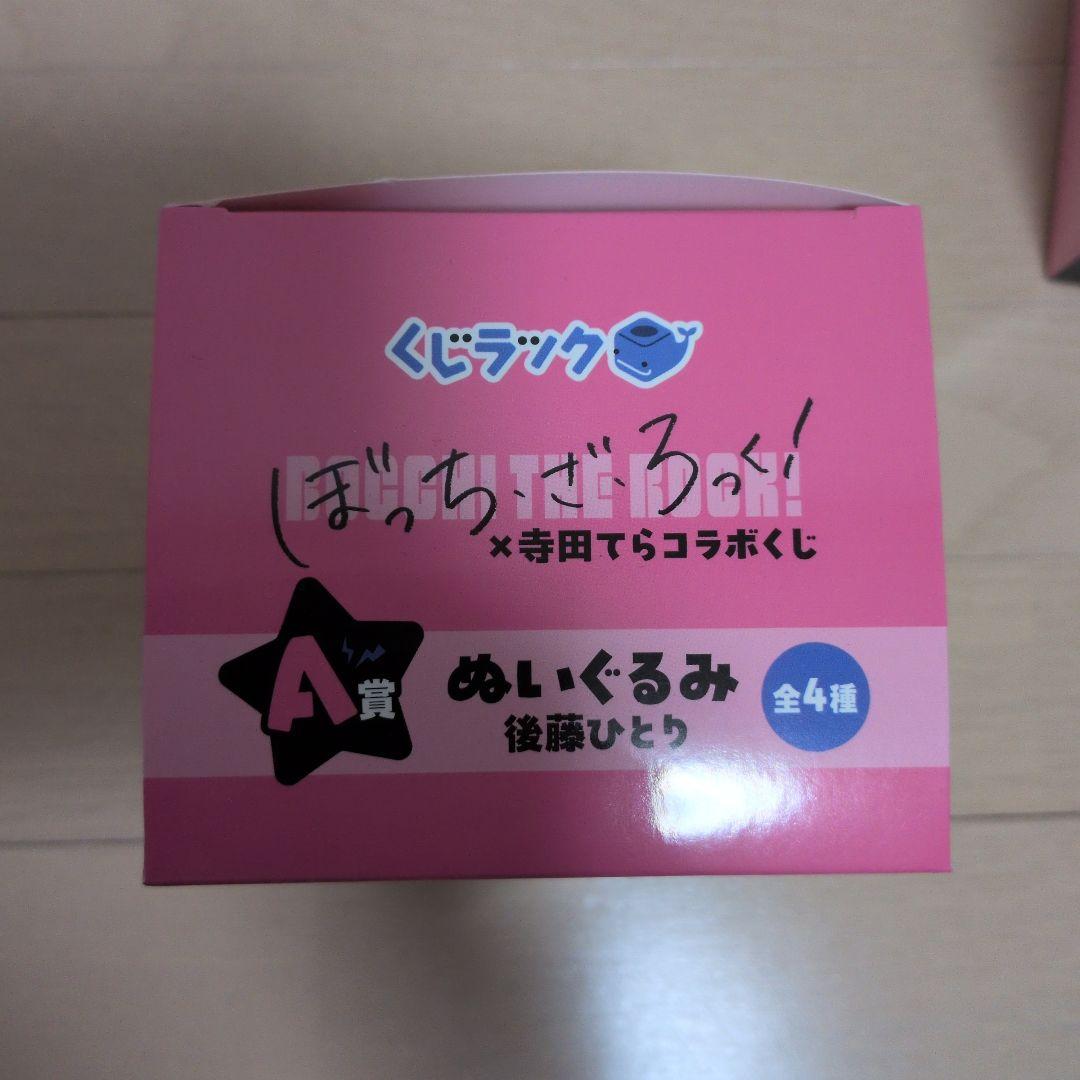 くじラック
BOCCHI THE ROCK!
ぼっち・ざ・ろっく!
×寺田てらコラボくじ
A賞
ぬいぐるみ
後藤ひとり
全4種